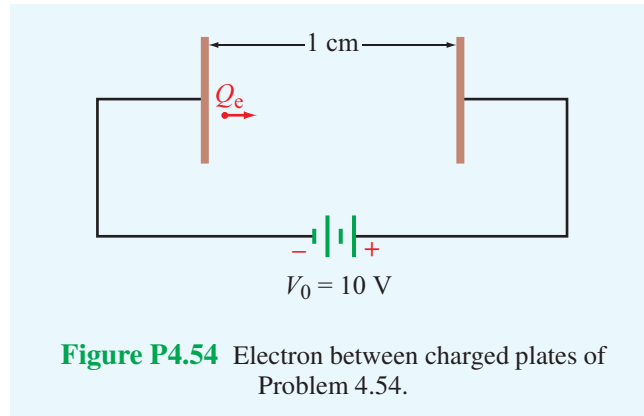 1 cm
Qe
− +
V0 = 10 V
Figure P4.54 Electron between charged plates of
Problem 4.54.